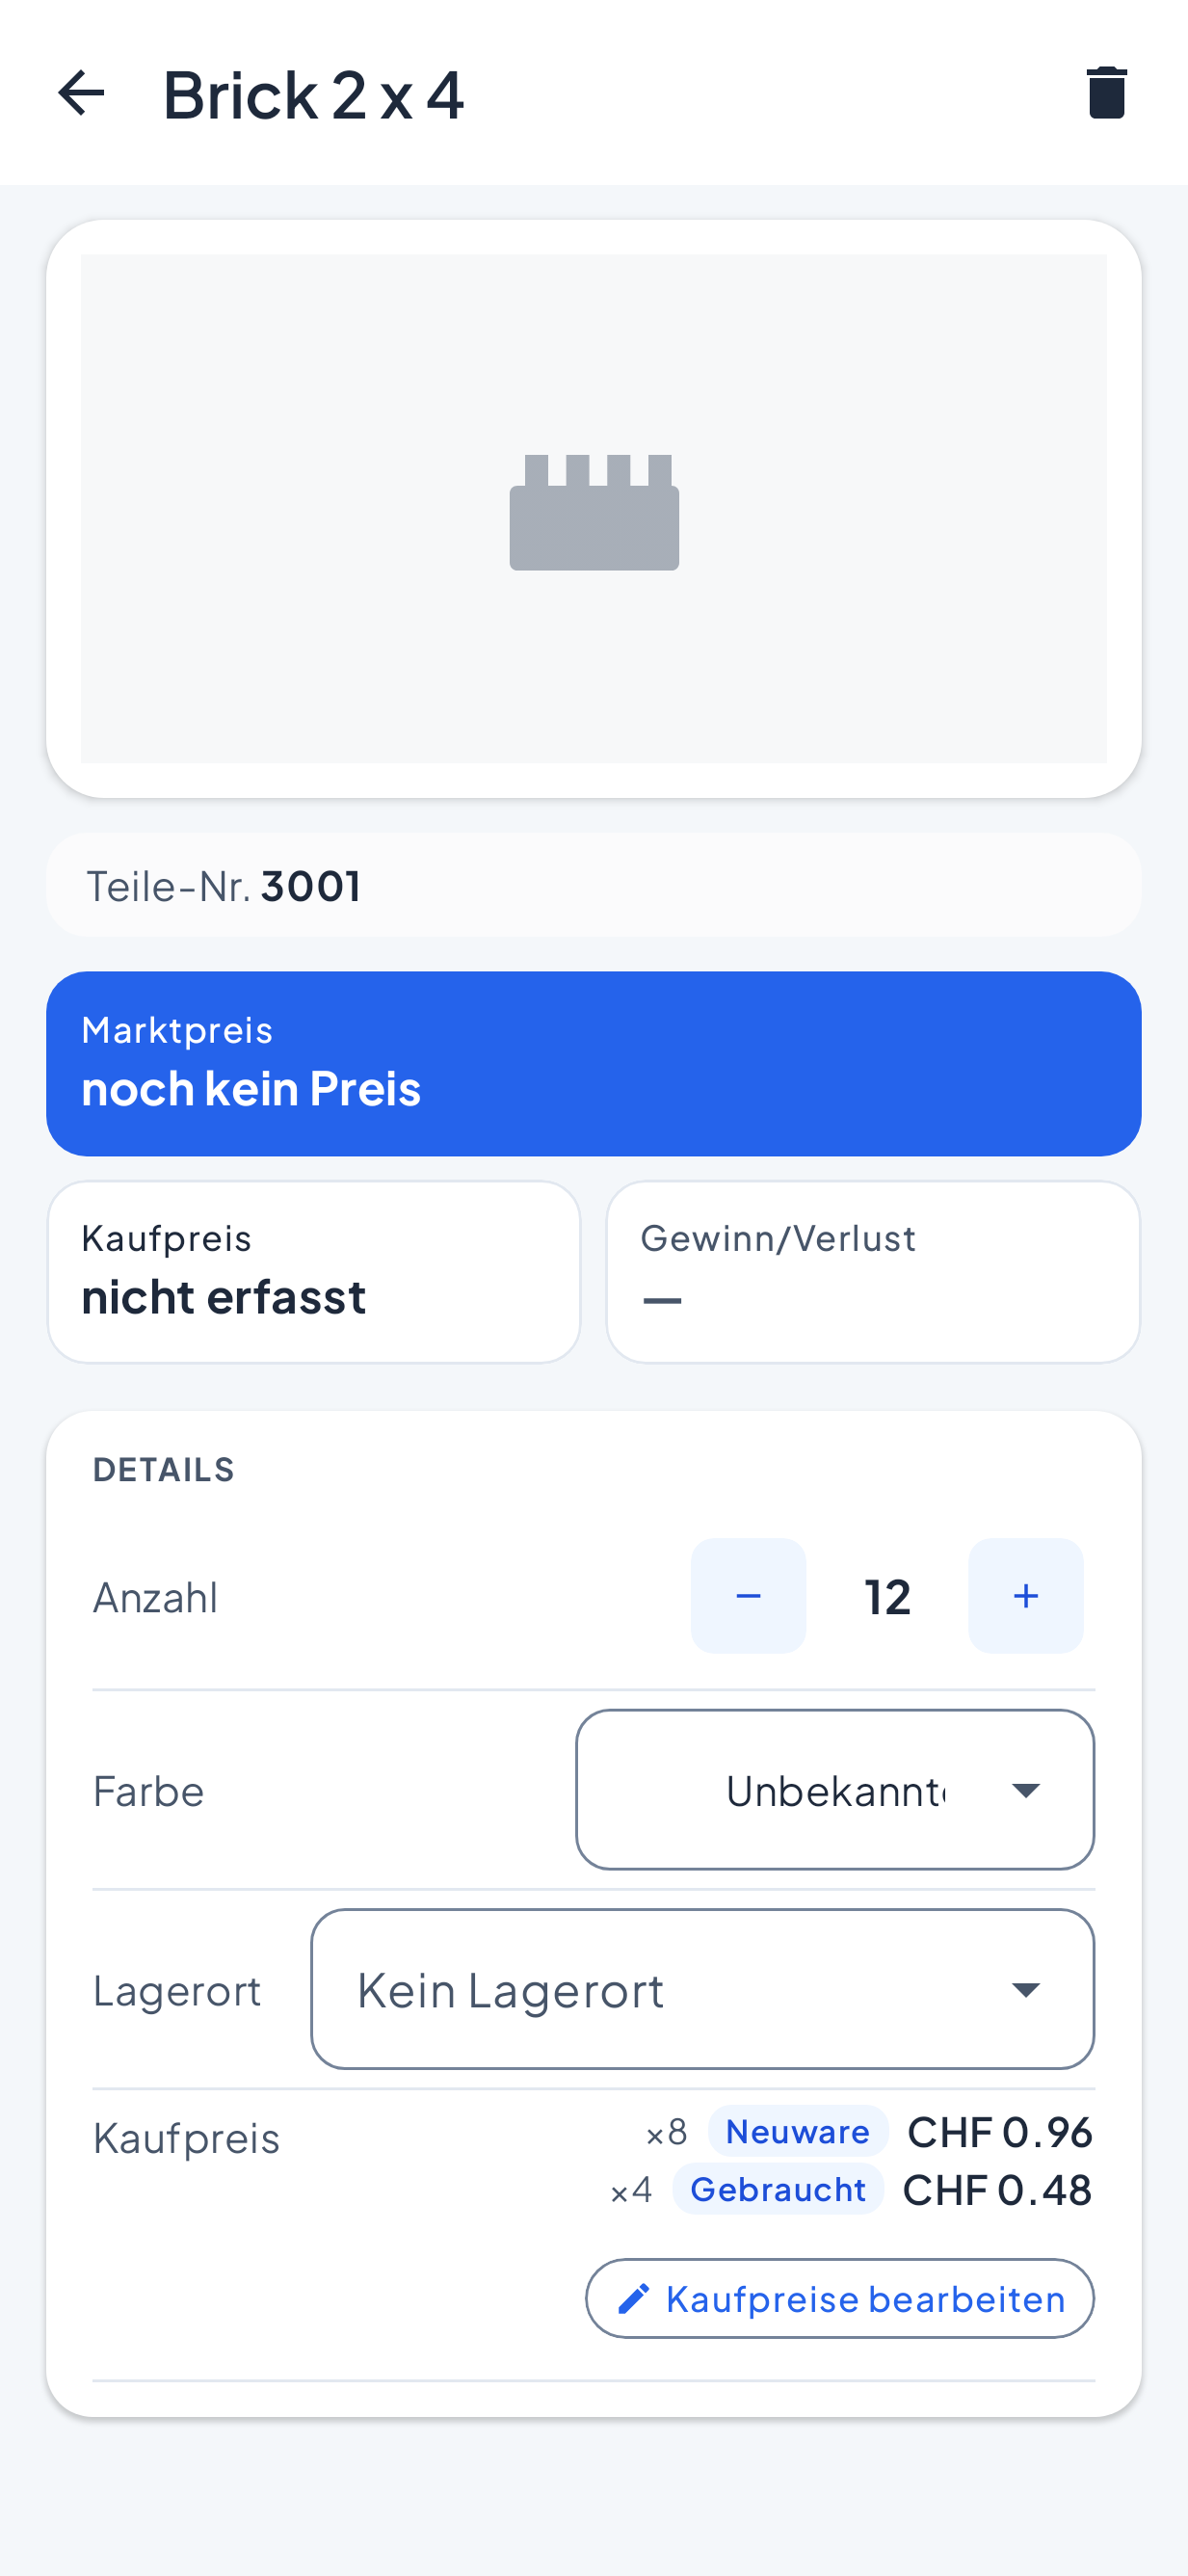 Brick 2 x 4
Teile-Nr. 3001
Marktpreis
noch kein Preis
Kaufpreis
nicht erfasst
Gewinn/Verlust
—
DETAILS
Anzahl
− 12 +
Farbe
Unbekannte
Lagerort
Kein Lagerort
Kaufpreis
×8 Neuware CHF 0.96
×4 Gebraucht CHF 0.48
Kaufpreise bearbeiten